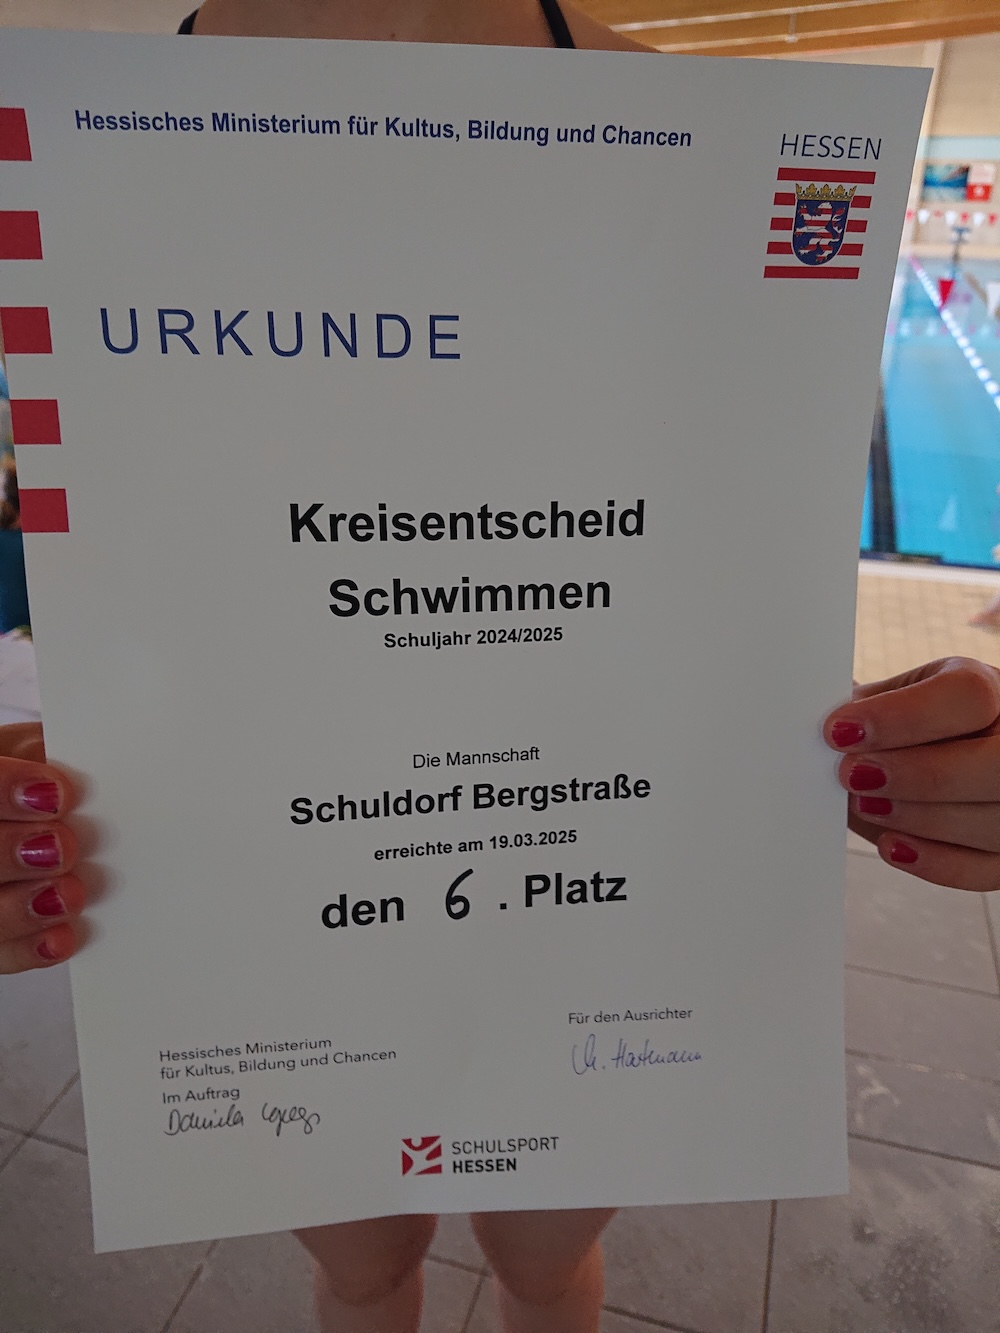 Hessisches Ministerium für Kultus, Bildung und Chancen
HESSEN
URKUNDE
Kreisentscheid
Schwimmen
Schuljahr 2024/2025
Die Mannschaft
Schuldorf Bergstraße
erreichte am 19.03.2025
den 6. Platz
Für den Ausrichter
Hartmann
Hessisches Ministerium
für Kultus, Bildung und Chancen
Im Auftrag
Daniela
SCHULSPORT
HESSEN